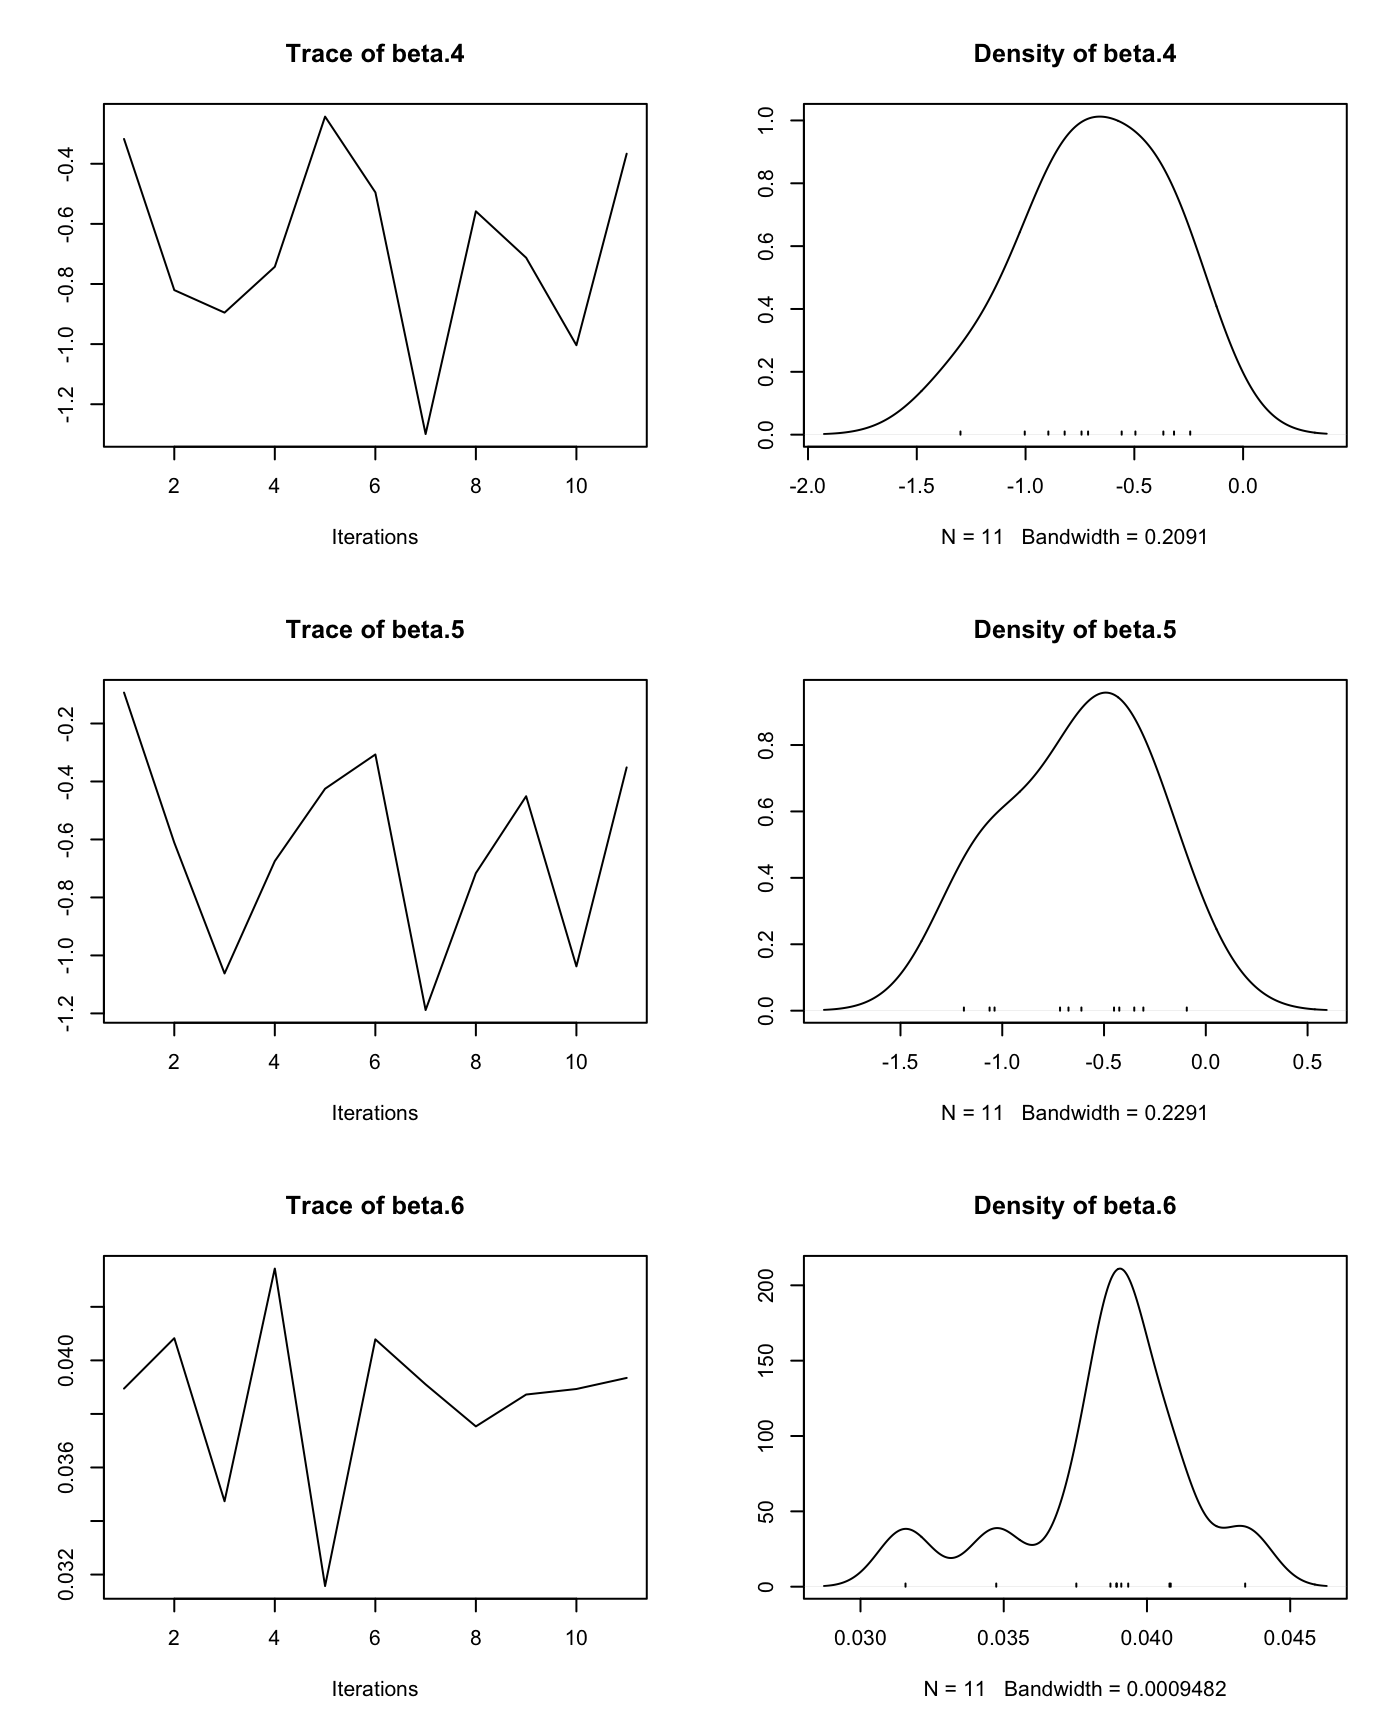 Trace of beta.4
-0.4
-0.6
-0.8
-1.0
-1.2
2 4 6 8 10
Iterations
Density of beta.4
1.0
0.8
0.6
0.4
0.2
0.0
-2.0 -1.5 -1.0 -0.5 0.0
N = 11 Bandwidth = 0.2091
Trace of beta.5
-0.2
-0.4
-0.6
-0.8
-1.0
-1.2
2 4 6 8 10
Iterations
Density of beta.5
0.8
0.6
0.4
0.2
0.0
-1.5 -1.0 -0.5 0.0 0.5
N = 11 Bandwidth = 0.2291
Trace of beta.6
0.040
0.036
0.032
2 4 6 8 10
Iterations
Density of beta.6
200
150
100
50
0
0.030 0.035 0.040 0.045
N = 11 Bandwidth = 0.0009482